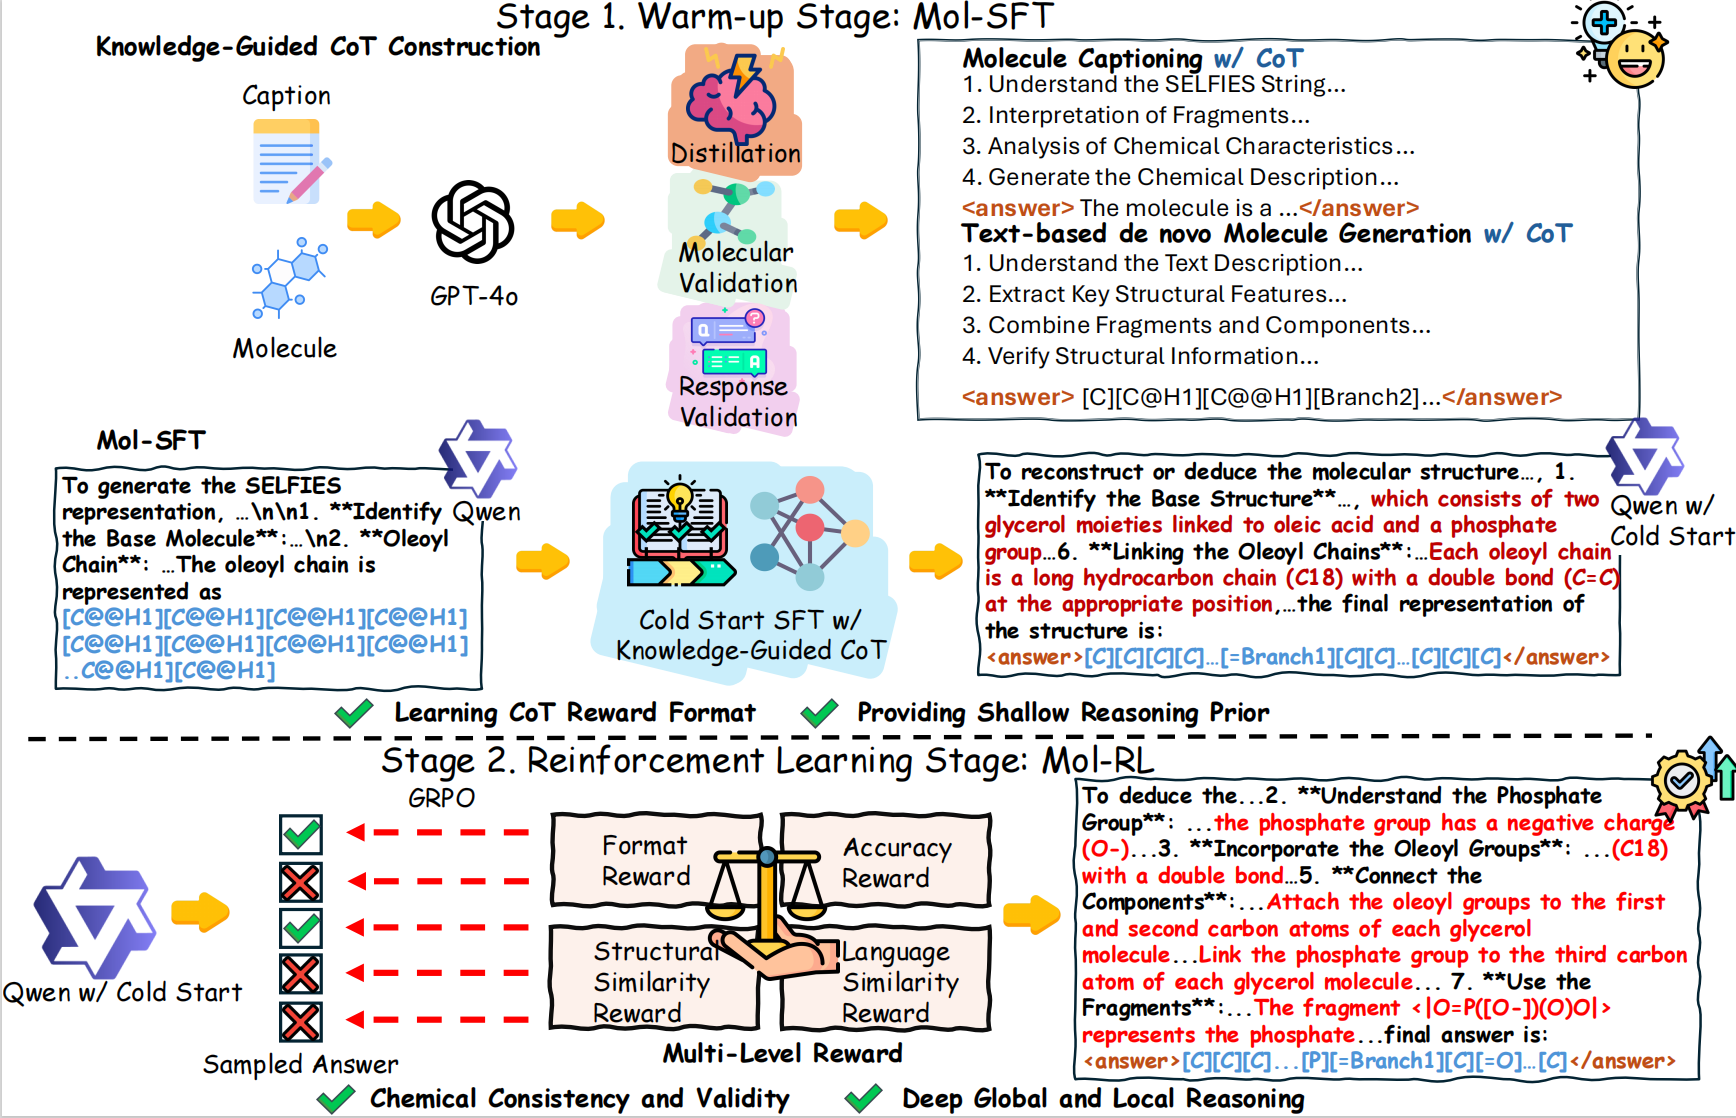 Stage 1. Warm-up Stage: Mol-SFT
Knowledge-Guided CoT Construction
Caption
Molecule
GPT-4o
Distillation
Molecular
Validation
Response
Validation
Molecule Captioning w/ CoT
1. Understand the SELFIES String...
2. Interpretation of Fragments...
3. Analysis of Chemical Characteristics...
4. Generate the Chemical Description...
<answer> The molecule is a ...</answer>
Text-based de novo Molecule Generation w/ CoT
1. Understand the Text Description...
2. Extract Key Structural Features...
3. Combine Fragments and Components...
4. Verify Structural Information...
<answer> [C][C@H1][C@@H1][Branch2]...</answer>
Mol-SFT
To generate the SELFIES
representation, ...\n\n1. **Identify
the Base Molecule**:...\n2. **Oleoyl
Chain**: ...The oleoyl chain is
represented as
[C@@H1][C@@H1][C@@H1][C@@H1]
[C@@H1][C@@H1][C@@H1][C@@H1]
..C@@H1][C@@H1]
Qwen
Cold Start SFT w/
Knowledge-Guided CoT
To reconstruct or deduce the molecular structure..., 1.
**Identify the Base Structure**..., which consists of two
glycerol moieties linked to oleic acid and a phosphate
group...6. **Linking the Oleoyl Chains**:...Each oleoyl chain
is a long hydrocarbon chain (C18) with a double bond (C=C)
at the appropriate position,...the final representation of
the structure is:
<answer>[C][C][C][C]...[=Branch1][C][C]...[C][C][C]</answer>
Qwen w/
Cold Start
Learning CoT Reward Format
Providing Shallow Reasoning Prior
Stage 2. Reinforcement Learning Stage: Mol-RL
GRPO
Qwen w/ Cold Start
Sampled Answer
Format
Reward
Accuracy
Reward
Structural
Similarity
Reward
Language
Similarity
Reward
Multi-Level Reward
To deduce the...2. **Understand the Phosphate
Group**: ...the phosphate group has a negative charge
(O-)...3. **Incorporate the Oleoyl Groups**: ...(C18)
with a double bond...5. **Connect the
Components**:...Attach the oleoyl groups to the first
and second carbon atoms of each glycerol
molecule...Link the phosphate group to the third carbon
atom of each glycerol molecule... 7. **Use the
Fragments**:...The fragment <|O=P([O-])(O)O|>
represents the phosphate...final answer is:
<answer>[C][C][C]...[P][=Branch1][C][=O]...[C]</answer>
Chemical Consistency and Validity
Deep Global and Local Reasoning